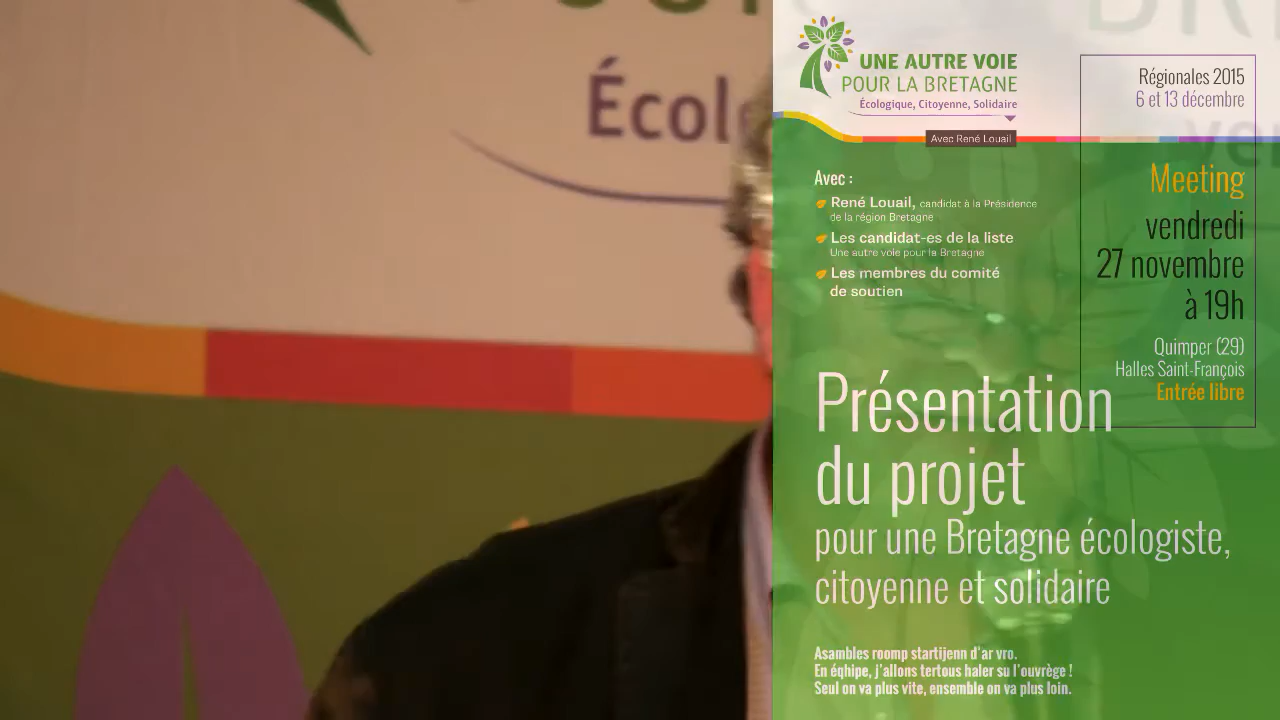 Écol
UNE AUTRE VOIE
POUR LA BRETAGNE
Écologique, Citoyenne, Solidaire
Avec René Louail
Régionales 2015
6 et 13 décembre
Avec :
René Louail, candidat à la Présidence
de la région Bretagne
Les candidat-es de la liste
Une autre voie pour la Bretagne
Les membres du comité
de soutien
Meeting
vendredi
27 novembre
à 19h
Quimper (29)
Halles Saint-François
Entrée libre
Présentation
du projet
pour une Bretagne écologiste,
citoyenne et solidaire
Asambles roomp startijenn d'ar vro.
En éqhipe, j'allons tertous haler su l'ouvrège !
Seul on va plus vite, ensemble on va plus loin.